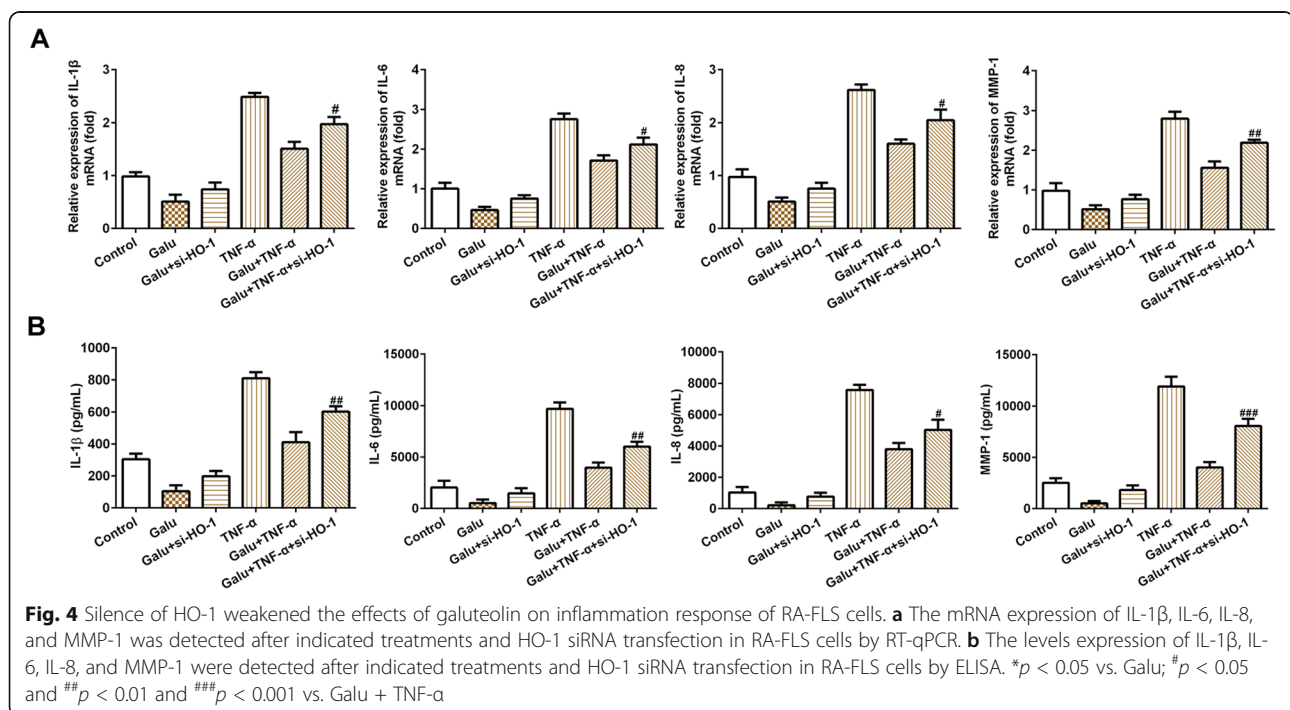 A
Relative expression of IL-1β
mRNA (fold)
3
2
1
0
#
Control
Galu
Galu+si-HO-1
TNF-α
Galu+TNF-α
Galu+TNF-α+si-HO-1
Relative expression of IL-6
mRNA (fold)
4
3
2
1
0
#
Control
Galu
Galu+si-HO-1
TNF-α
Galu+TNF-α
Galu+TNF-α+si-HO-1
Relative expression of IL-8
mRNA (fold)
3
2
1
0
#
Control
Galu
Galu+si-HO-1
TNF-α
Galu+TNF-α
Galu+TNF-α+si-HO-1
Relative expression of MMP-1
mRNA (fold)
4
3
2
1
0
##
Control
Galu
Galu+si-HO-1
TNF-α
Galu+TNF-α
Galu+TNF-α+si-HO-1
B
IL-1β (pg/mL)
1000
800
600
400
200
0
##
Control
Galu
Galu+si-HO-1
TNF-α
Galu+TNF-α
Galu+TNF-α+si-HO-1
IL-6 (pg/mL)
15000
10000
5000
0
##
Control
Galu
Galu+si-HO-1
TNF-α
Galu+TNF-α
Galu+TNF-α+si-HO-1
IL-8 (pg/mL)
10000
8000
6000
4000
2000
0
#
Control
Galu
Galu+si-HO-1
TNF-α
Galu+TNF-α
Galu+TNF-α+si-HO-1
MMP-1 (pg/mL)
15000
10000
5000
0
###
Control
Galu
Galu+si-HO-1
TNF-α
Galu+TNF-α
Galu+TNF-α+si-HO-1
Fig. 4 Silence of HO-1 weakened the effects of galuteolin on inflammation response of RA-FLS cells. a The mRNA expression of IL-1β, IL-6, IL-8,
and MMP-1 was detected after indicated treatments and HO-1 siRNA transfection in RA-FLS cells by RT-qPCR. b The levels expression of IL-1β, IL-
6, IL-8, and MMP-1 were detected after indicated treatments and HO-1 siRNA transfection in RA-FLS cells by ELISA. *p < 0.05 vs. Galu; #p < 0.05
and ##p < 0.01 and ###p < 0.001 vs. Galu + TNF-α